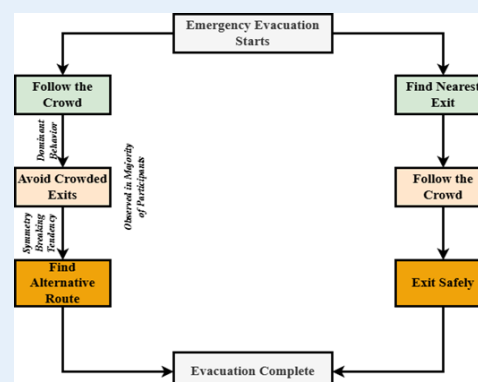 Emergency Evacuation
Starts
Follow the
Crowd
Find Nearest
Exit
Dominant
Behavior
Observed in Majority
of Participants
Avoid Crowded
Exits
Follow the
Crowd
Symmetry
Breaking
Tendency
Find
Alternative
Route
Exit Safely
Evacuation Complete